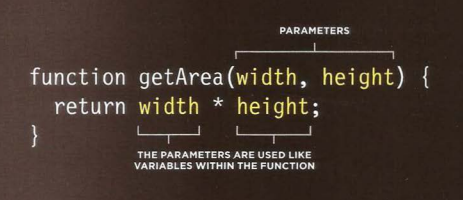 PARAMETERS
function getArea(width, height) {
return width * height;
}
THE PARAMETERS ARE USED LIKE
VARIABLES WITHIN THE FUNCTION